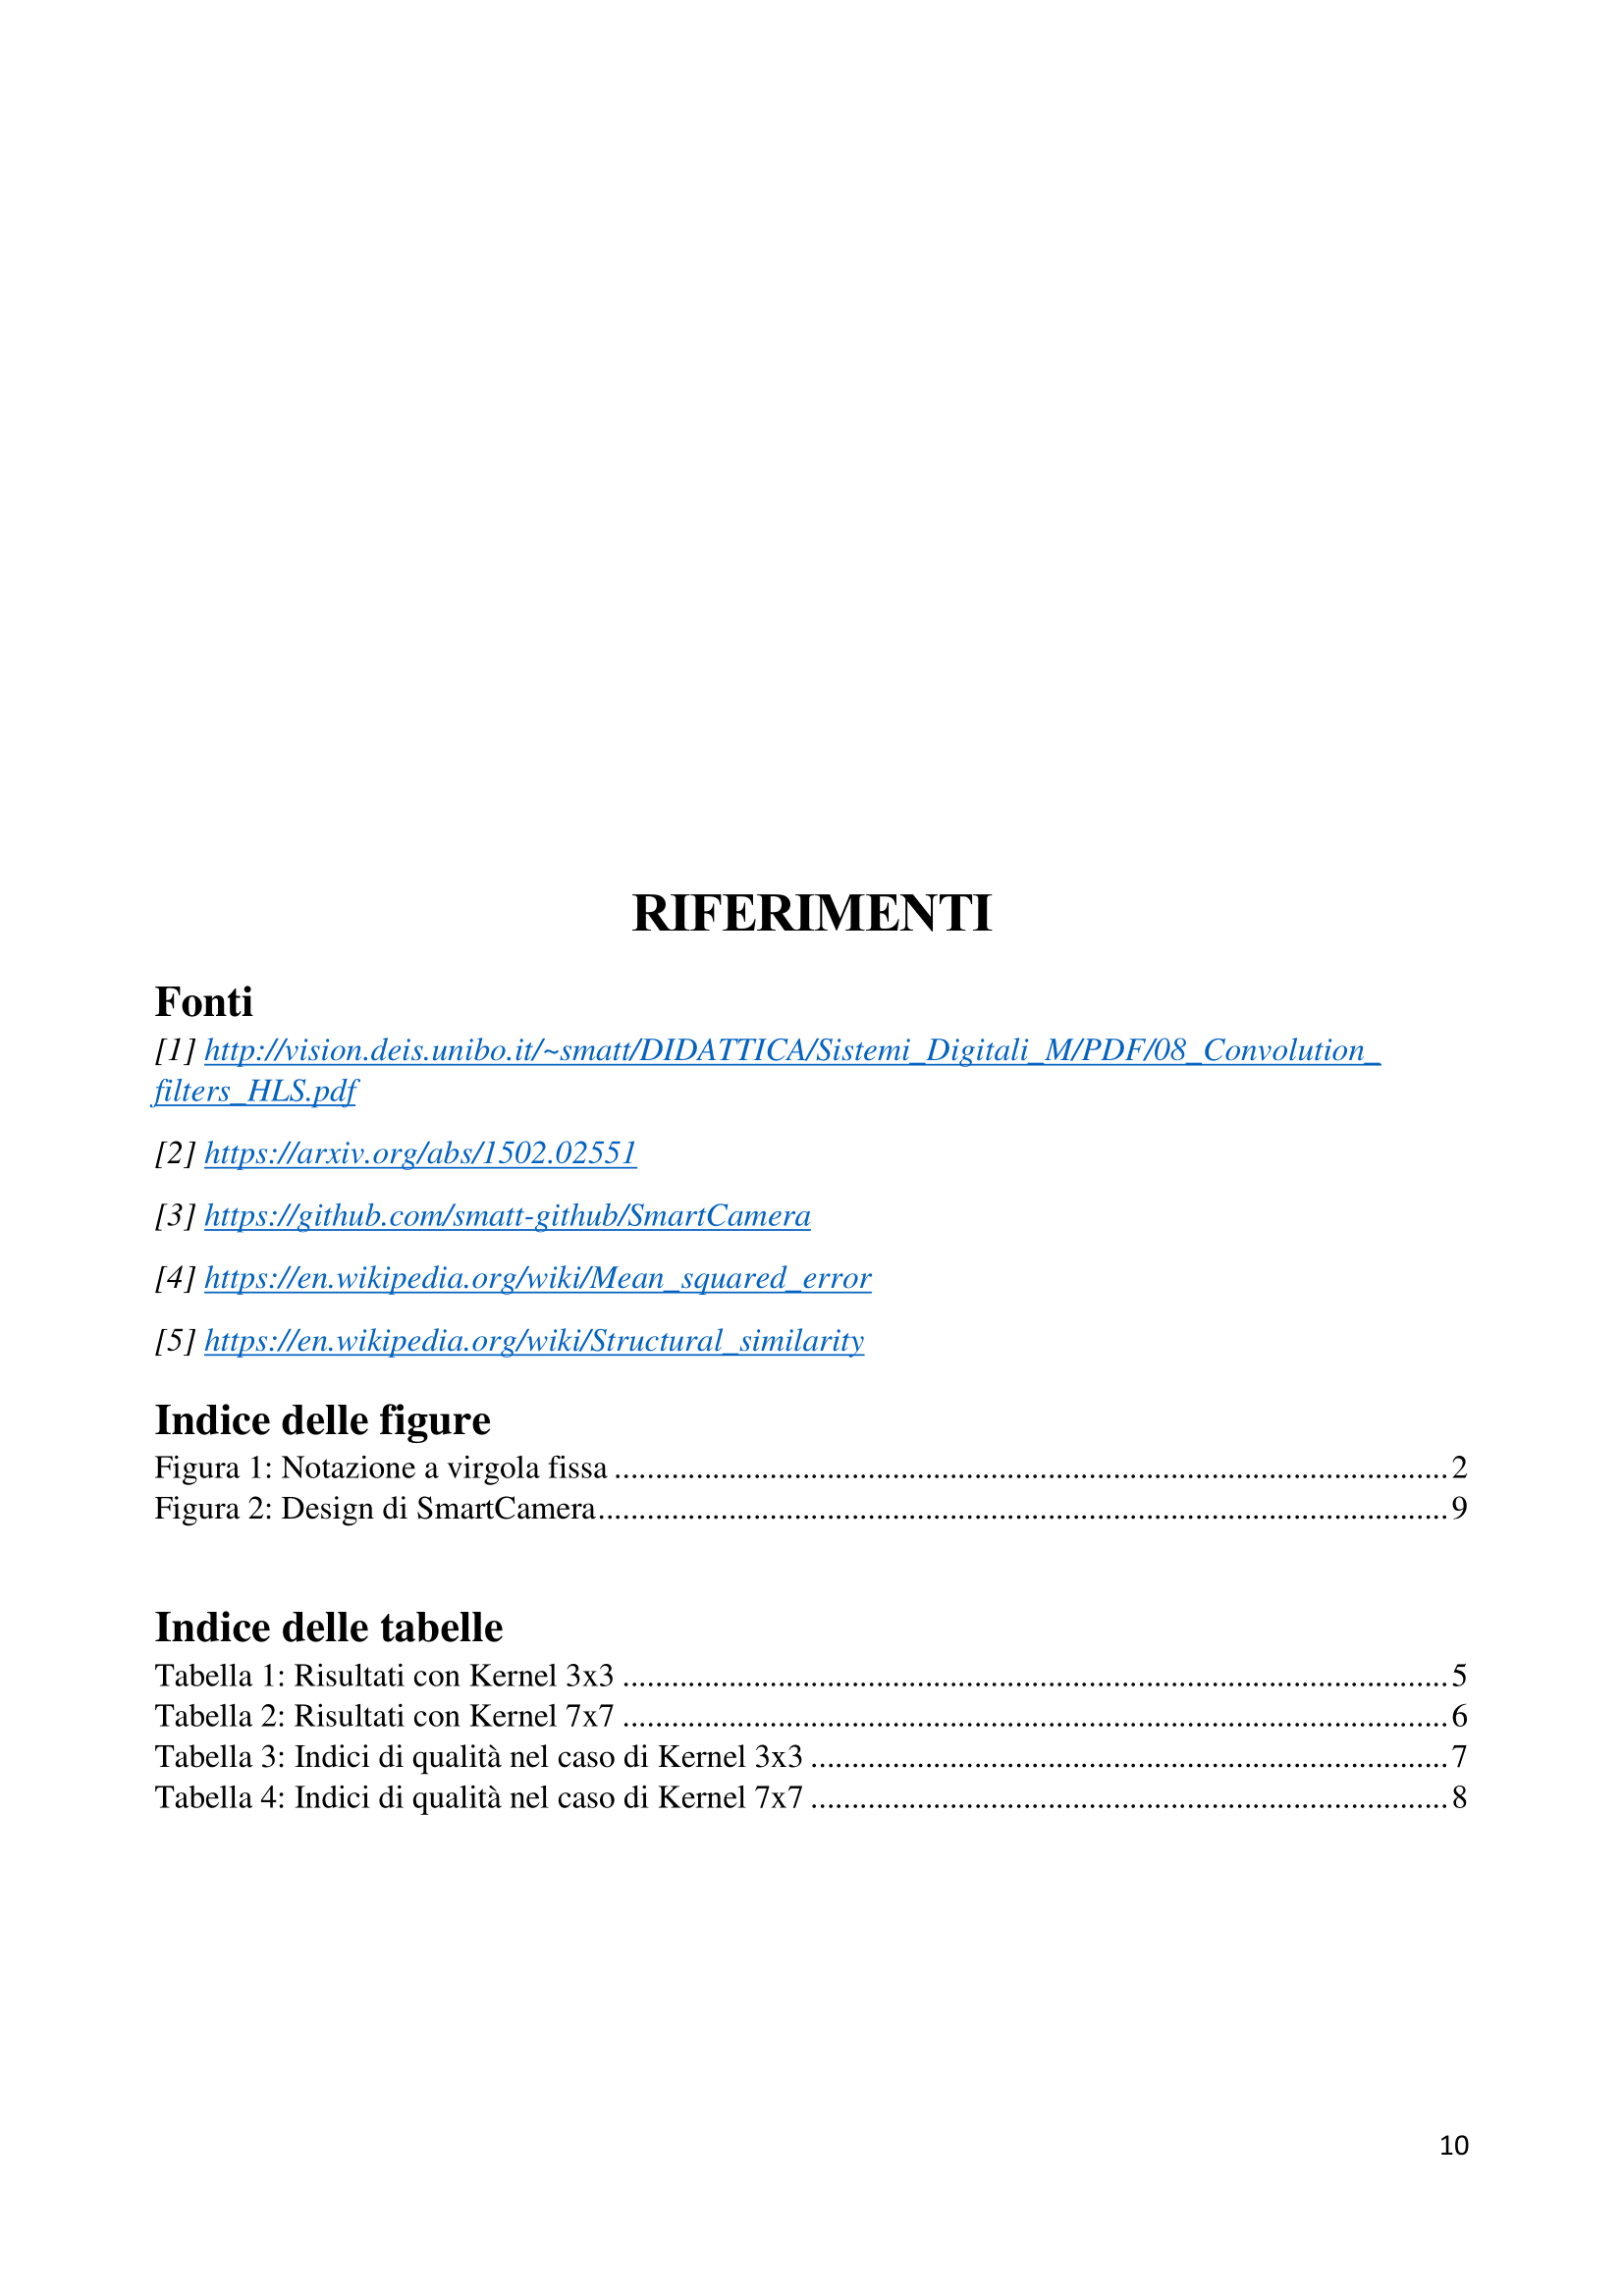 RIFERIMENTI
Fonti
[1] http://vision.deis.unibo.it/~smatt/DIDATTICA/Sistemi_Digitali_M/PDF/08_Convolution_
filters_HLS.pdf
[2] https://arxiv.org/abs/1502.02551
[3] https://github.com/smatt-github/SmartCamera
[4] https://en.wikipedia.org/wiki/Mean_squared_error
[5] https://en.wikipedia.org/wiki/Structural_similarity
Indice delle figure
Figura 1: Notazione a virgola fissa ........................................................................................................ 2
Figura 2: Design di SmartCamera.......................................................................................................... 9
Indice delle tabelle
Tabella 1: Risultati con Kernel 3x3 ....................................................................................................... 5
Tabella 2: Risultati con Kernel 7x7 ....................................................................................................... 6
Tabella 3: Indici di qualità nel caso di Kernel 3x3 ............................................................................... 7
Tabella 4: Indici di qualità nel caso di Kernel 7x7 ............................................................................... 8
10